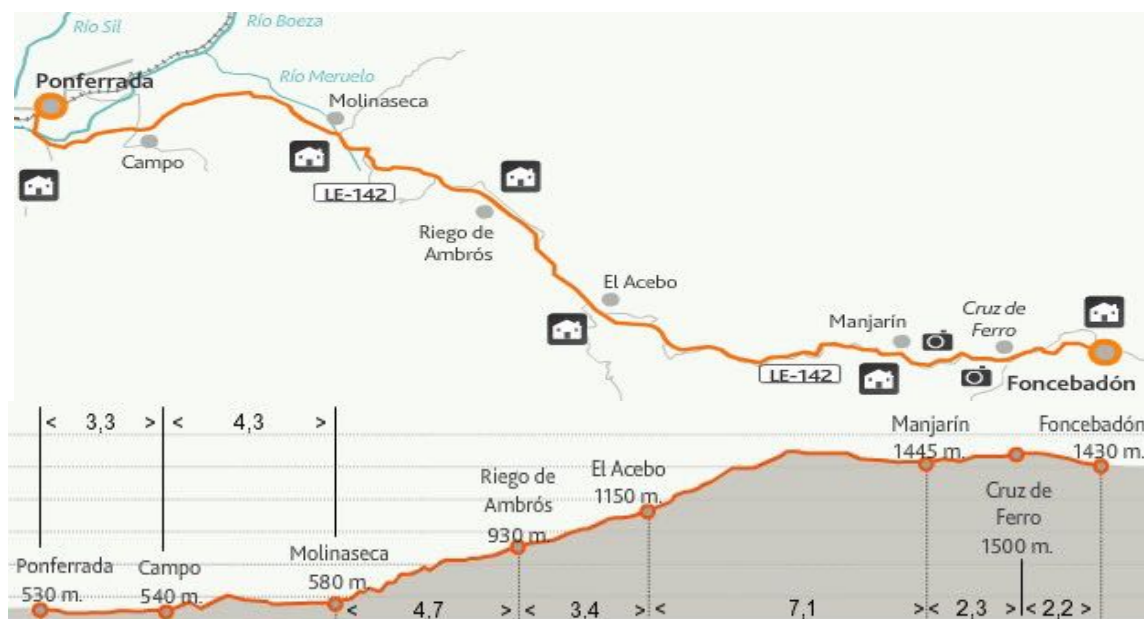 Río Sil
Río Boeza
Ponferrada
Río Meruelo
Molinaseca
Campo
LE-142
Riego de
Ambrós
El Acebo
Manjarín
Cruz de
Ferro
LE-142
Foncebadón
< 3,3 > < 4,3 >
Manjarín
1445 m.
Foncebadón
1430 m.
El Acebo
1150 m.
Riego de
Ambrós
930 m.
Cruz de
Ferro
1500 m.
Molinaseca
580 m.
Ponferrada
530 m.
Campo
540 m.
< 4,7 > < 3,4 > < 7,1 > < 2,3 > < 2,2 >